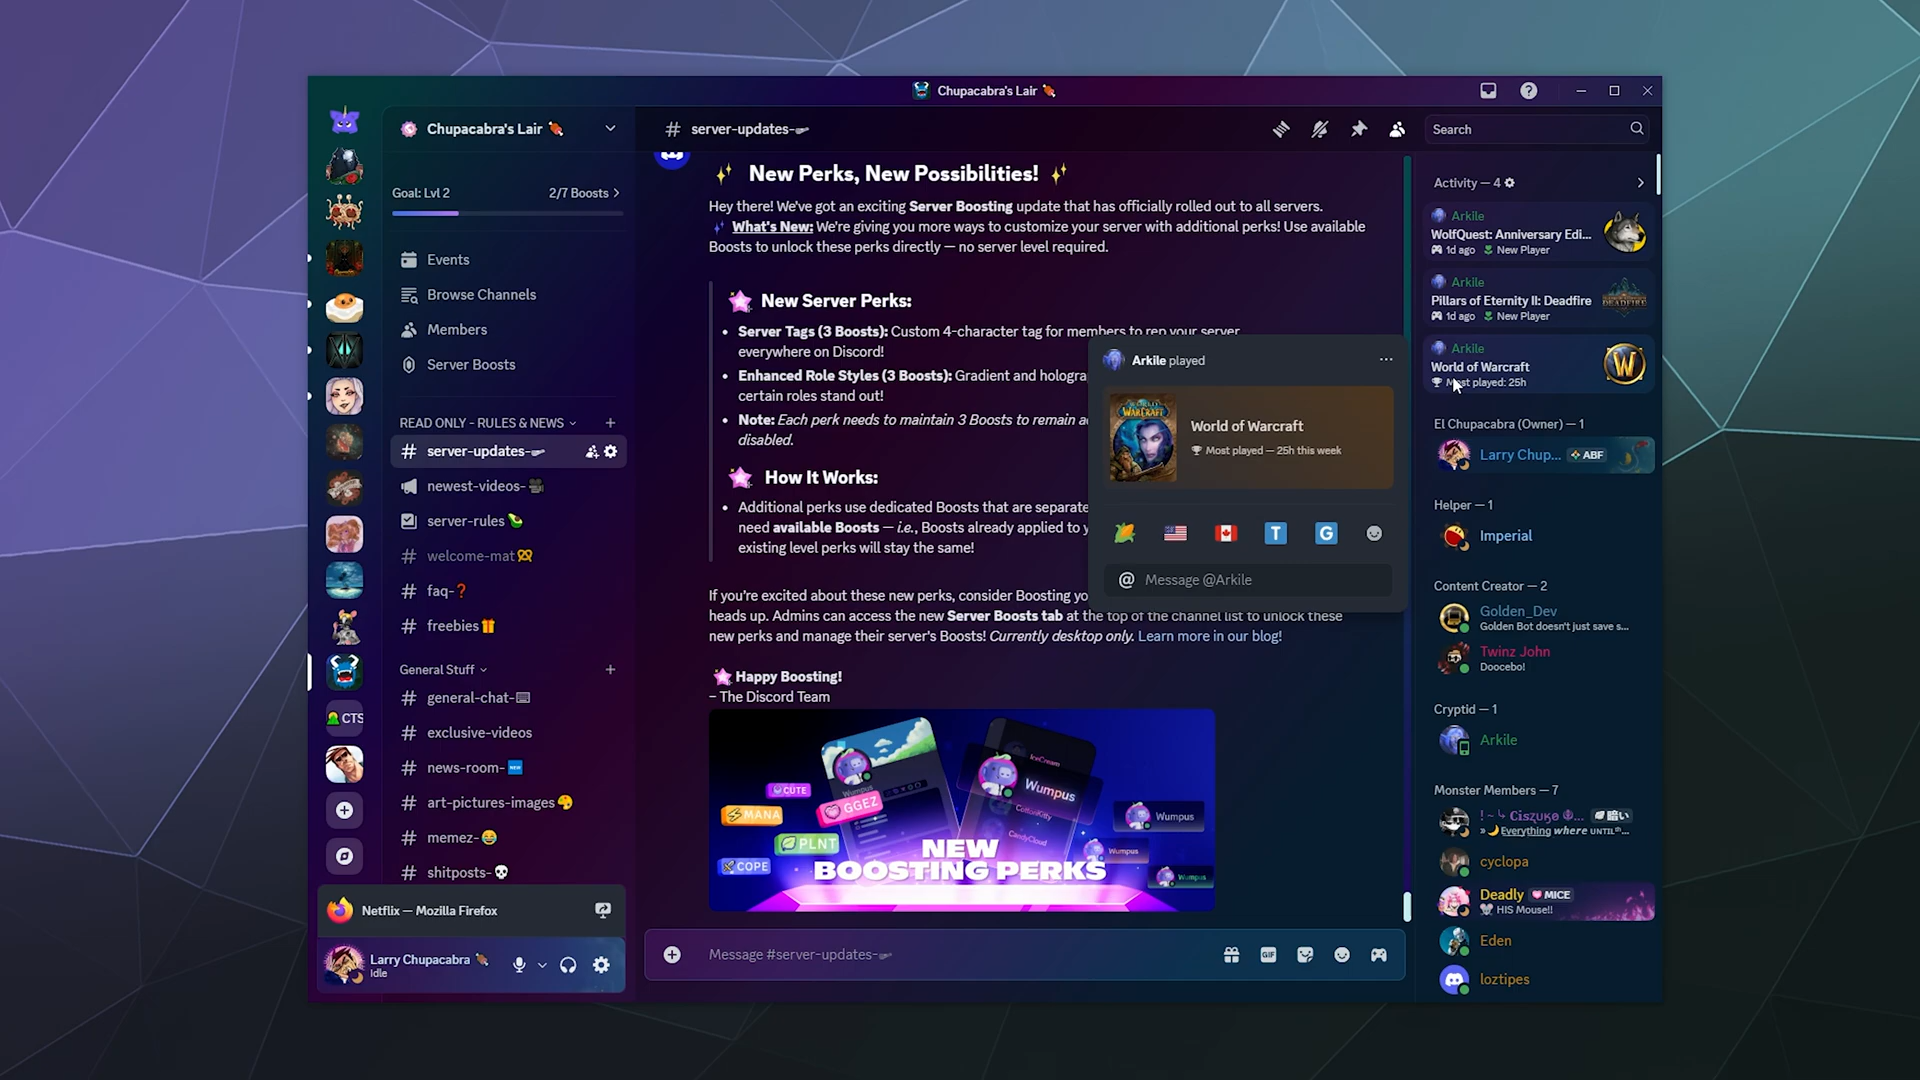 Chupacabra's Lair 🍖
Chupacabra's Lair 🍖
# server-updates-
Search
Goal: Lvl 2
2/7 Boosts >
Events
Browse Channels
Members
Server Boosts
READ ONLY - RULES & NEWS
# server-updates-
newest-videos-🎥
server-rules🥑
# welcome-mat🥨
# faq-❓
# freebies🎁
General Stuff
# general-chat-⌨
# exclusive-videos
# news-room-🆕
# art-pictures-images🎨
# memez-😂
# shitposts-💀
CTS
Netflix — Mozilla Firefox
Larry Chupacabra 🍖
Idle
✨ New Perks, New Possibilities! ✨
Hey there! We've got an exciting Server Boosting update that has officially rolled out to all servers.
What's New: We're giving you more ways to customize your server with additional perks! Use available
Boosts to unlock these perks directly — no server level required.
New Server Perks:
• Server Tags (3 Boosts): Custom 4-character tag for members to rep your server
everywhere on Discord!
• Enhanced Role Styles (3 Boosts): Gradient and hologra
certain roles stand out!
• Note: Each perk needs to maintain 3 Boosts to remain a
disabled.
How It Works:
• Additional perks use dedicated Boosts that are separate
need available Boosts — i.e., Boosts already applied to y
existing level perks will stay the same!
If you're excited about these new perks, consider Boosting yo
heads up. Admins can access the new Server Boosts tab at the top of the channel list to unlock these
new perks and manage their server's Boosts! Currently desktop only. Learn more in our blog!
Happy Boosting!
– The Discord Team
CUTE
MANA
GGEZ
PLNT
COPE
Wumpus
IceCream
Wumpus
CottonKitty
CandyCloud
Wumpus
Wumpus
Wumpus
NEW
BOOSTING PERKS
Message #server-updates-
GIF
Arkile played
...
WARCRAFT
World of Warcraft
Most played — 25h this week
T
G
@ Message @Arkile
Activity — 4
Arkile
WolfQuest: Anniversary Edi...
1d ago New Player
Arkile
Pillars of Eternity II: Deadfire
1d ago New Player
DEADFIRE
Arkile
World of Warcraft
Most played: 25h
W
El Chupacabra (Owner) — 1
Larry Chup... ABF
Helper — 1
Imperial
Content Creator — 2
Golden_Dev
Golden Bot doesn't just save s...
Twinz John
Doocebo!
Cryptid — 1
Arkile
Monster Members — 7
暗い
» 🌙Everything where UNTIL...
cyclopa
Deadly MICE
HIS Mouse!!
Eden
loztipes